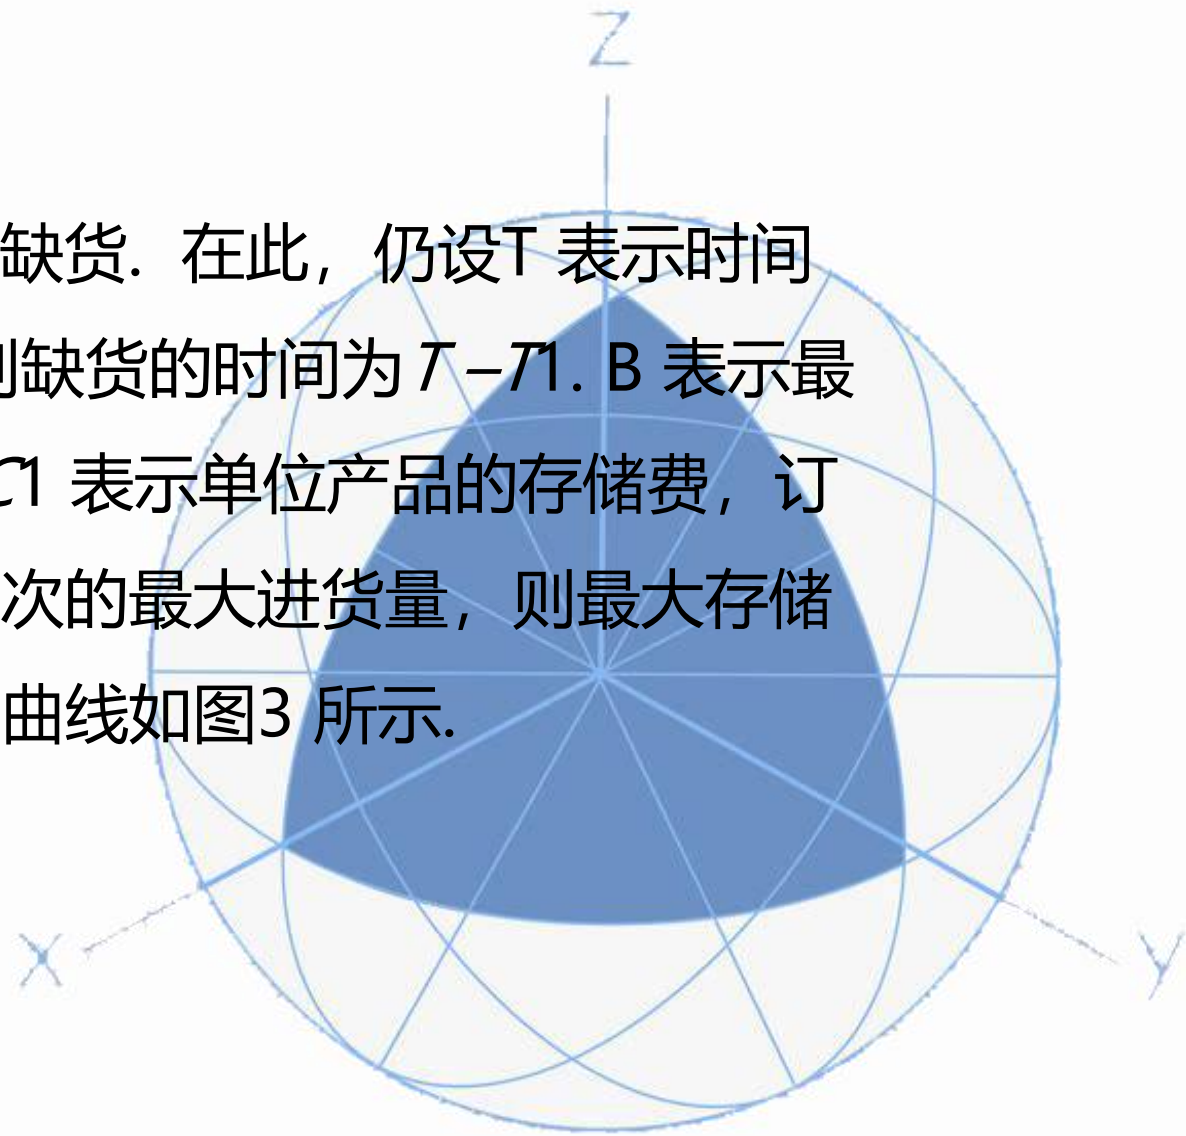 Z
缺货. 在此，仍设T 表示时间
到缺货的时间为T –T1. B 表示最
C1 表示单位产品的存储费，订
次的最大进货量，则最大存储
曲线如图3 所示.
X
Y